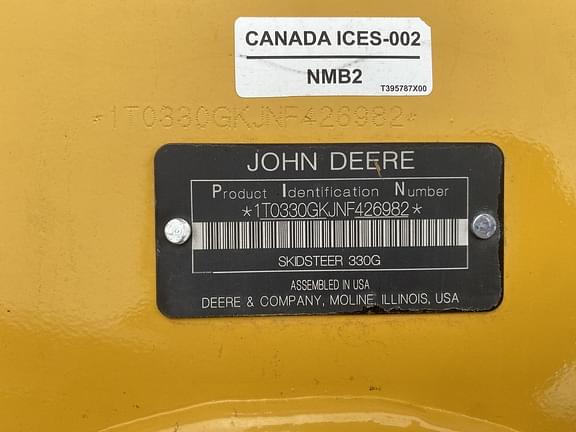 CANADA ICES-002
NMB2
T395787X00
*1T0330GKJNF426982*
JOHN DEERE
Product Identification Number
*1T0330GKJNF426982*
SKIDSTEER 330G
ASSEMBLED IN USA
DEERE & COMPANY, MOLINE, ILLINOIS, USA